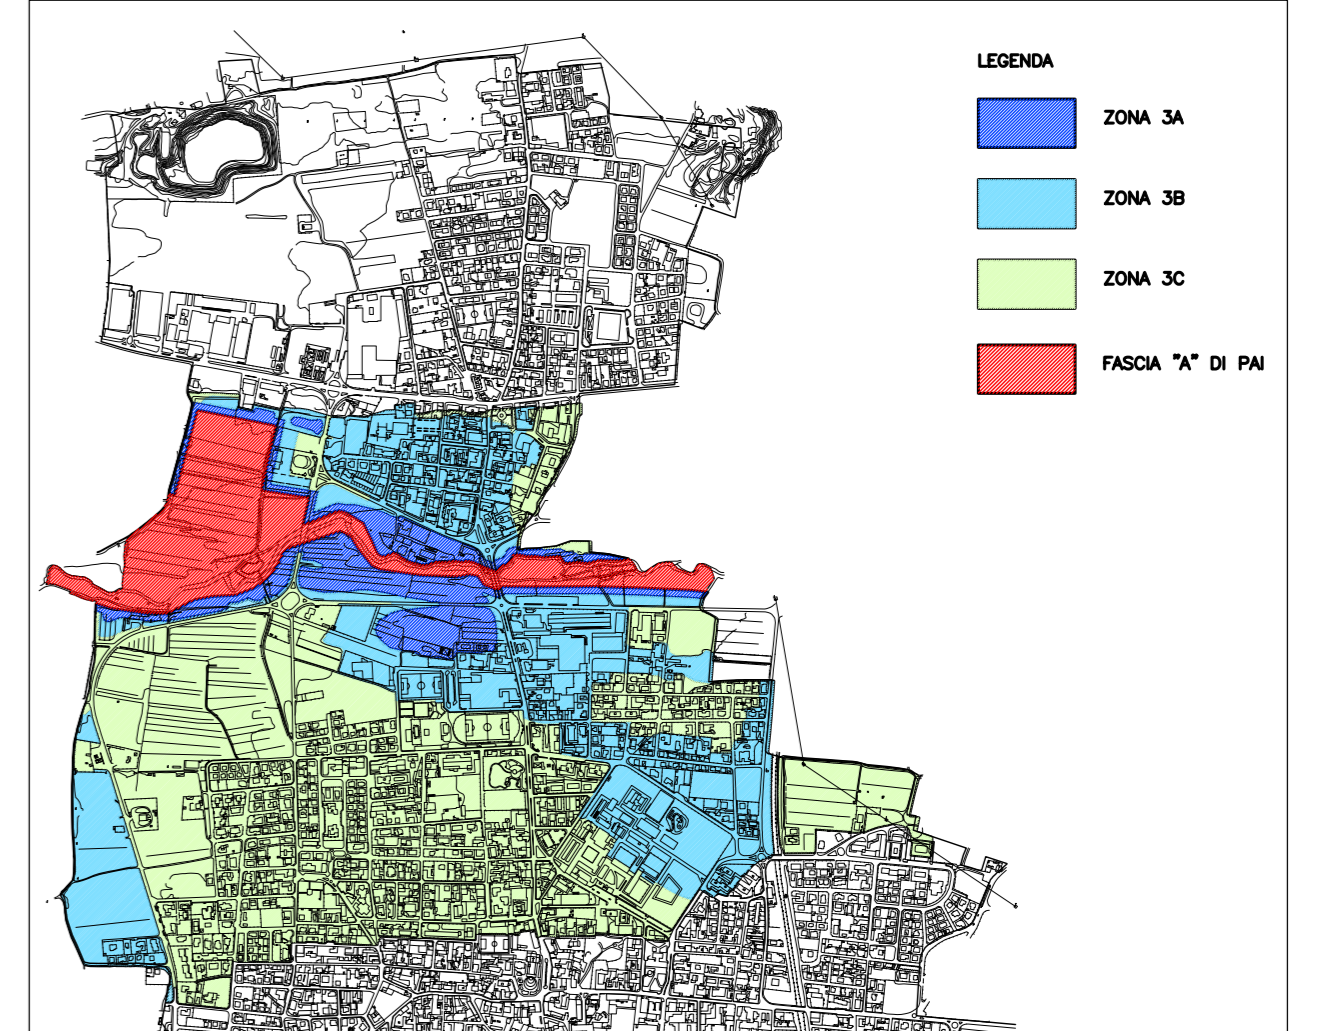 LEGENDA
ZONA 3A
ZONA 3B
ZONA 3C
FASCIA "A" DI PAI